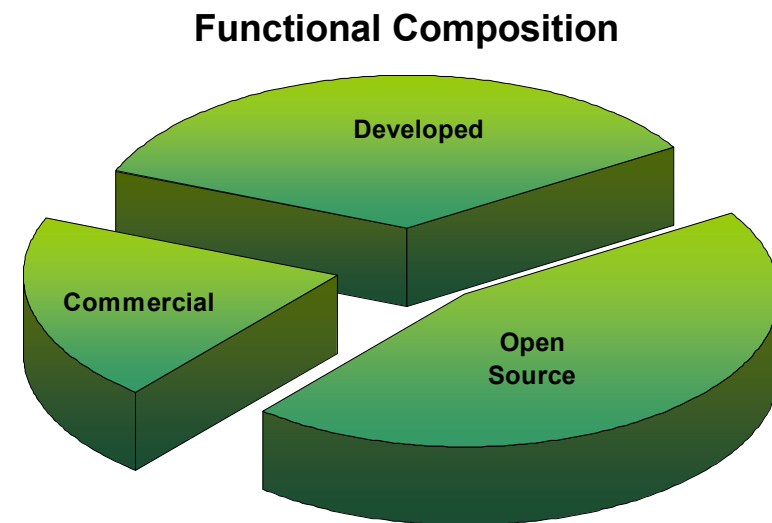 Functional Composition
Developed
Commercial
Open
Source